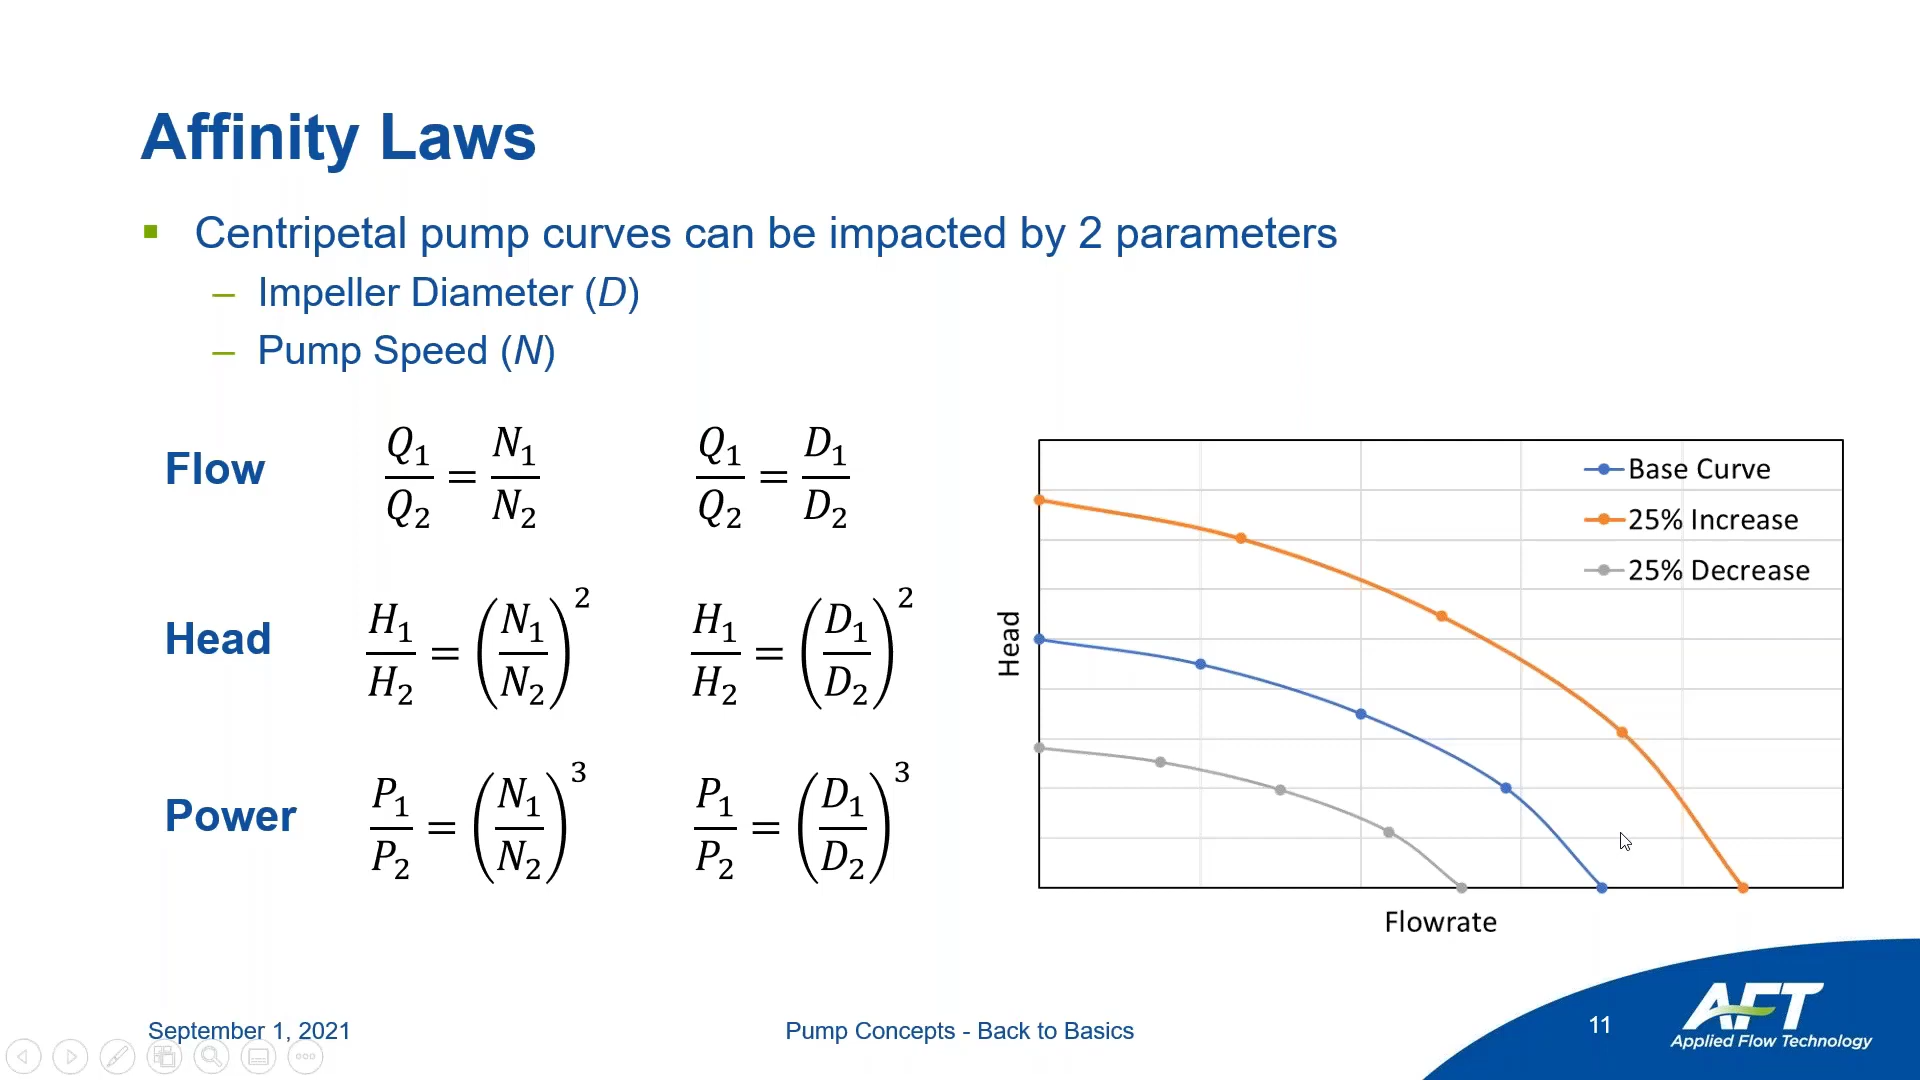 Affinity Laws
▪ Centripetal pump curves can be impacted by 2 parameters
– Impeller Diameter (D)
– Pump Speed (N)
Flow Q₁/Q₂ = N₁/N₂ Q₁/Q₂ = D₁/D₂
Head H₁/H₂ = (N₁/N₂)² H₁/H₂ = (D₁/D₂)²
Power P₁/P₂ = (N₁/N₂)³ P₁/P₂ = (D₁/D₂)³
Base Curve
25% Increase
25% Decrease
Head
Flowrate
September 1, 2021
Pump Concepts - Back to Basics
11
AFT
Applied Flow Technology